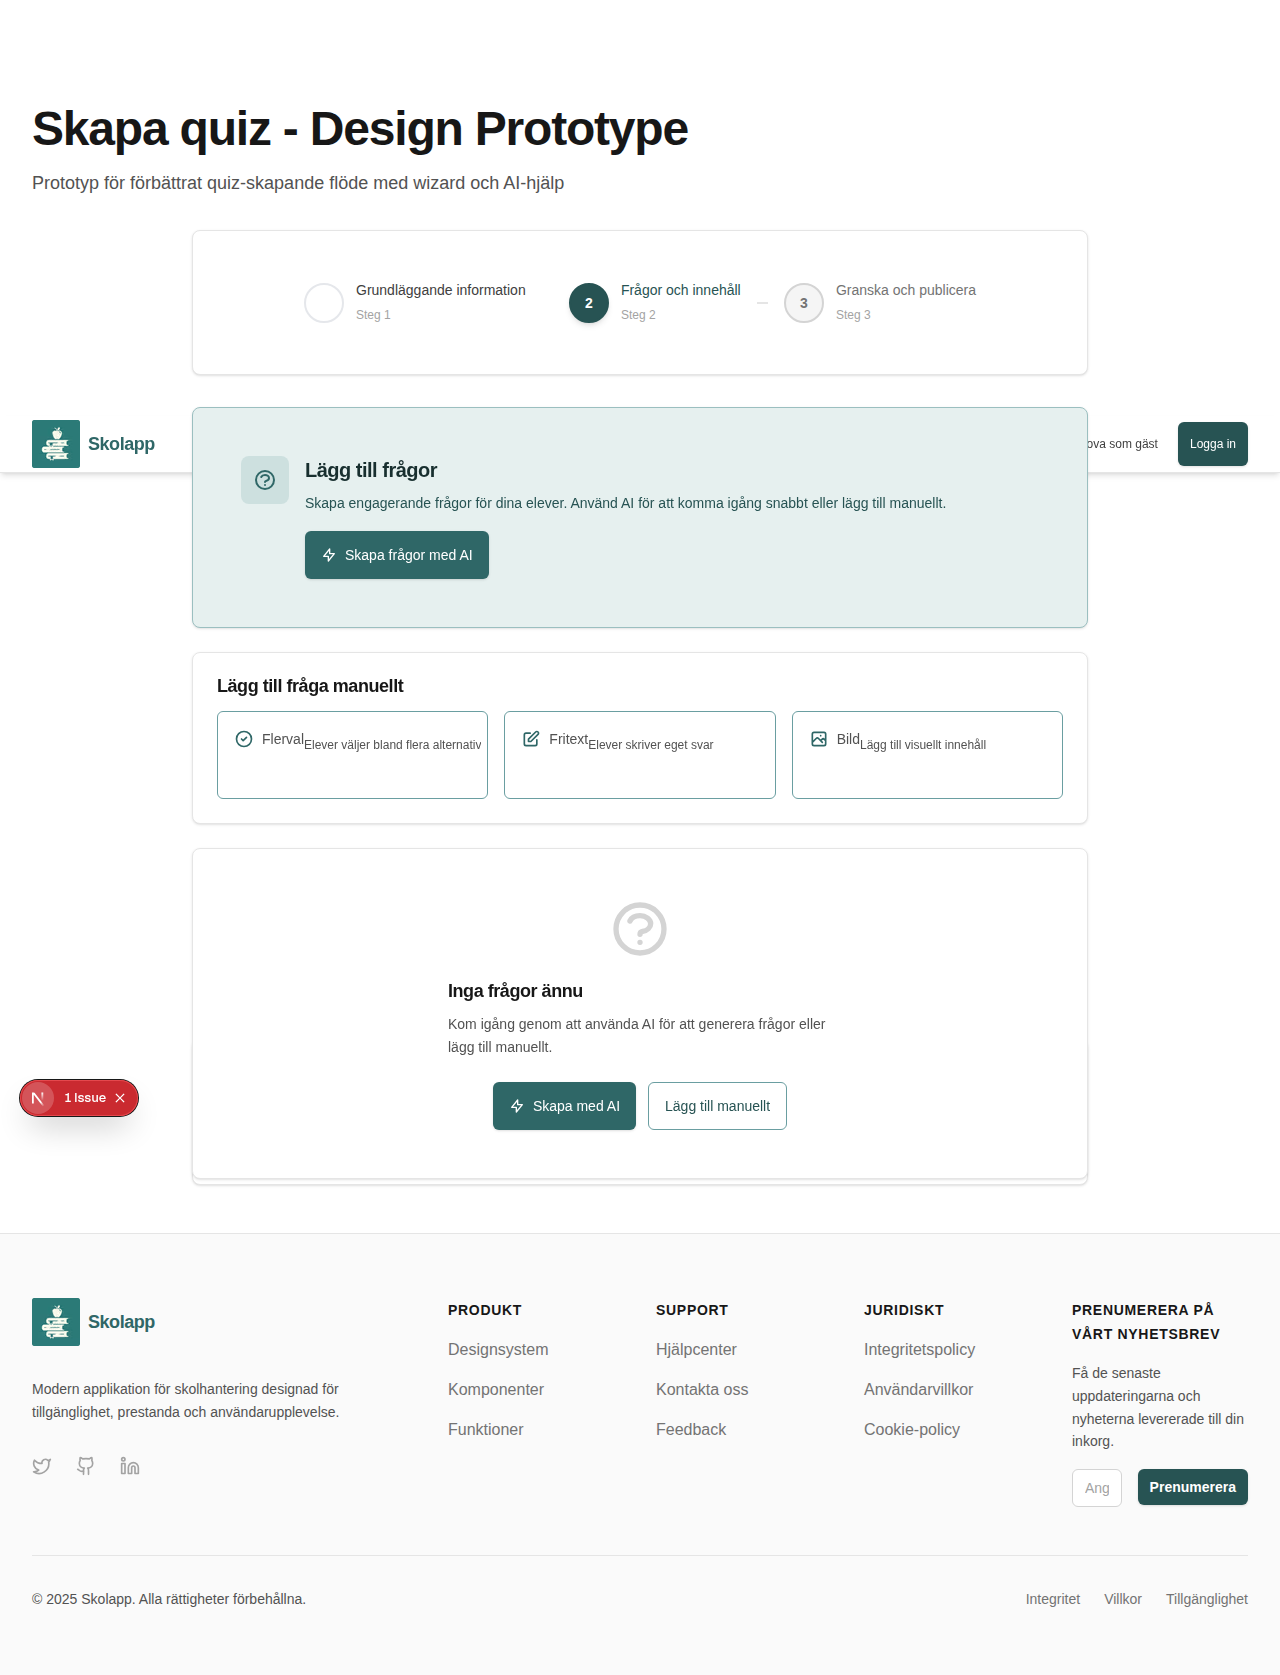 Skapa quiz - Design Prototype
Prototyp för förbättrat quiz-skapande flöde med wizard och AI-hjälp
Grundläggande information
Steg 1
2
Frågor och innehåll
Steg 2
3
Granska och publicera
Steg 3
Skolapp
som gäst
Logga in
Lägg till frågor
Skapa engagerande frågor för dina elever. Använd AI för att komma igång snabbt eller lägg till manuellt.
Skapa frågor med AI
Lägg till fråga manuellt
Flerval
Elever väljer bland flera alternativ
Fritext
Elever skriver eget svar
Bild
Lägg till visuellt innehåll
Inga frågor ännu
Kom igång genom att använda AI för att generera frågor eller
lägg till manuellt.
Skapa med AI
Lägg till manuellt
N
1 Issue
Skolapp
Modern applikation för skolhantering designad för
tillgänglighet, prestanda och användarupplevelse.
PRODUKT
Designsystem
Komponenter
Funktioner
SUPPORT
Hjälpcenter
Kontakta oss
Feedback
JURIDISKT
Integritetspolicy
Användarvillkor
Cookie-policy
PRENUMERERA PÅ
VÅRT NYHETSBREV
Få de senaste
uppdateringarna och
nyheterna levererade till din
inkorg.
Ang
Prenumerera
© 2025 Skolapp. Alla rättigheter förbehållna.
Integritet
Villkor
Tillgänglighet